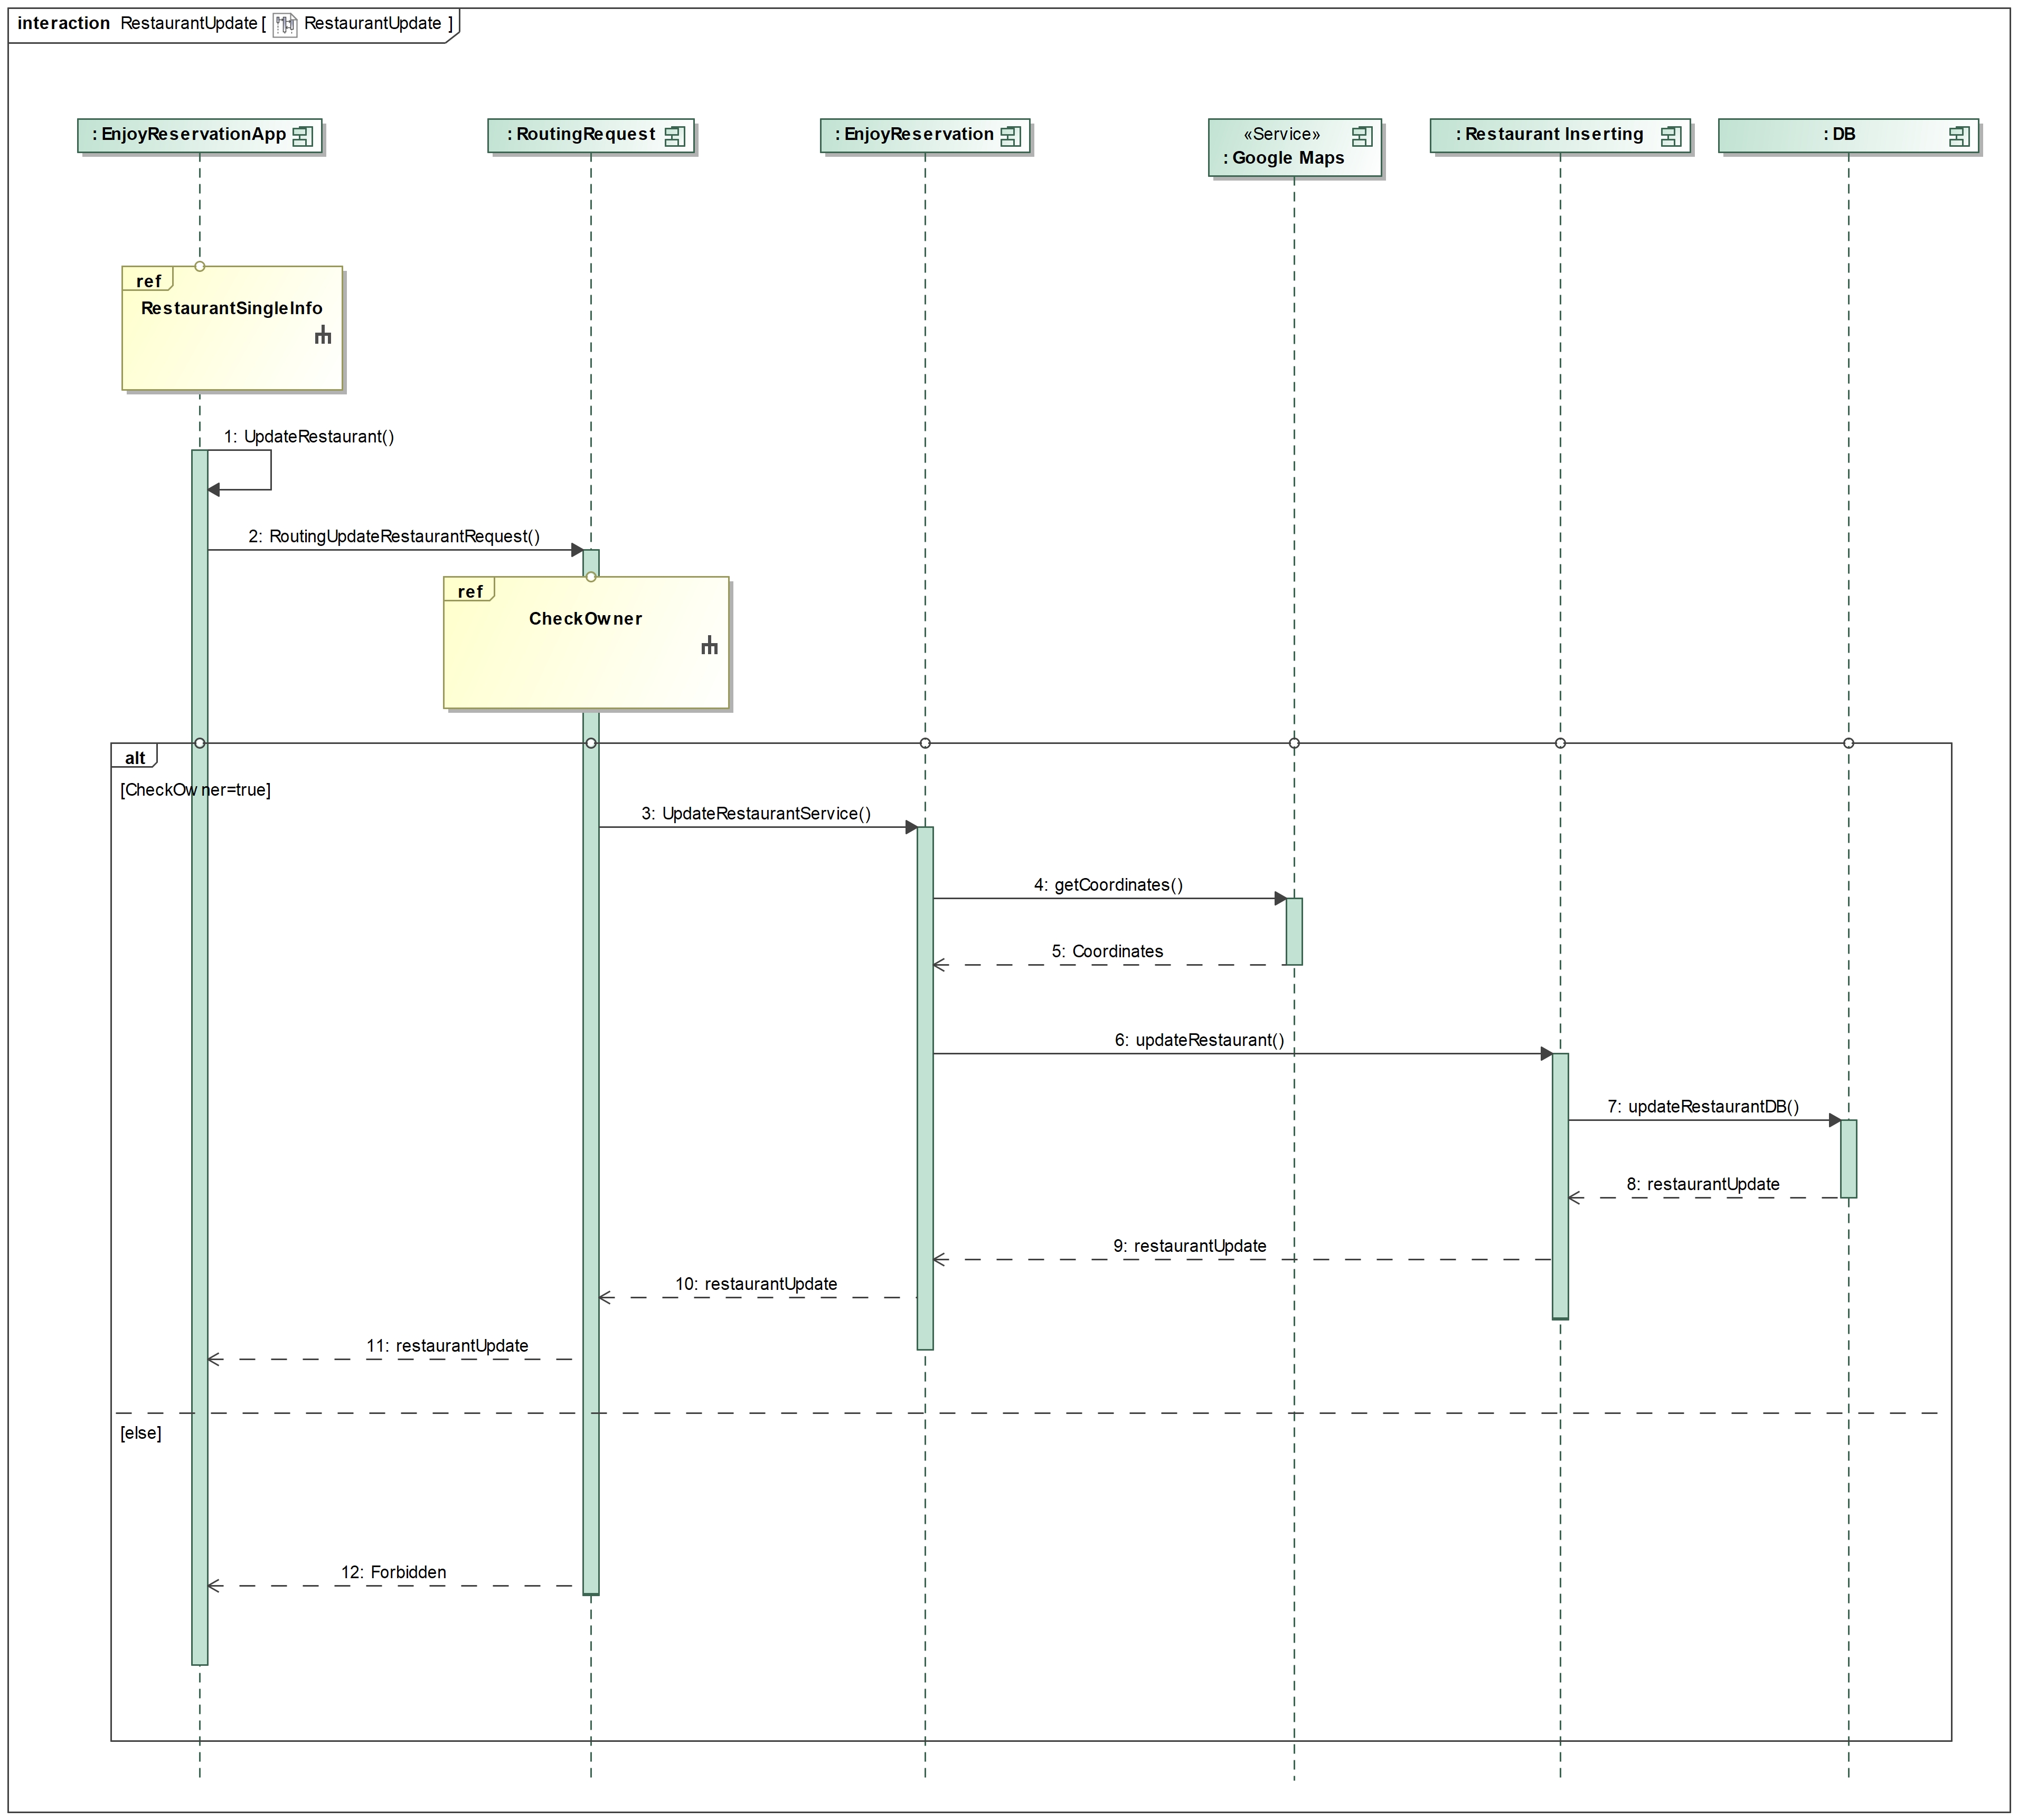 interaction RestaurantUpdate [ RestaurantUpdate ]
: EnjoyReservationApp
: RoutingRequest
: EnjoyReservation
«Service»
: Google Maps
: Restaurant Inserting
: DB
ref
RestaurantSingleInfo
1: UpdateRestaurant()
2: RoutingUpdateRestaurantRequest()
ref
CheckOwner
alt
[CheckOwner=true]
3: UpdateRestaurantService()
4: getCoordinates()
5: Coordinates
6: updateRestaurant()
7: updateRestaurantDB()
8: restaurantUpdate
9: restaurantUpdate
10: restaurantUpdate
11: restaurantUpdate
[else]
12: Forbidden